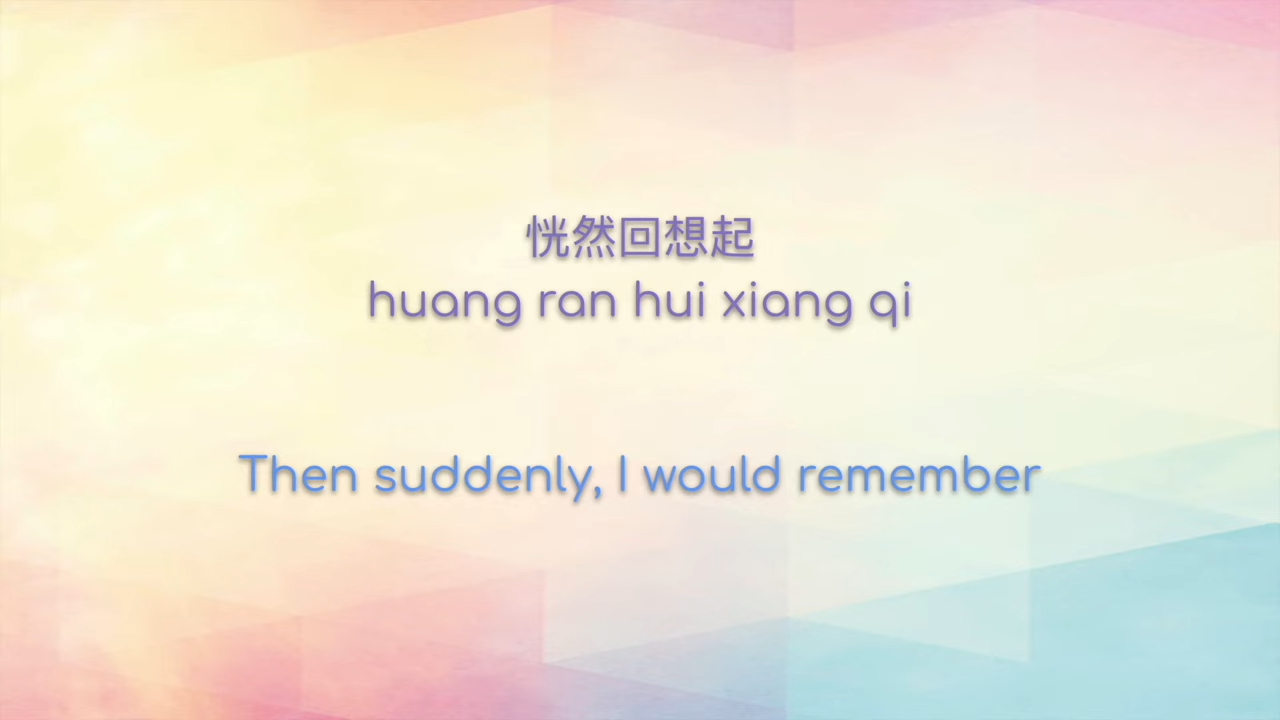 恍然回想起
huang ran hui xiang qi
Then suddenly, I would remember